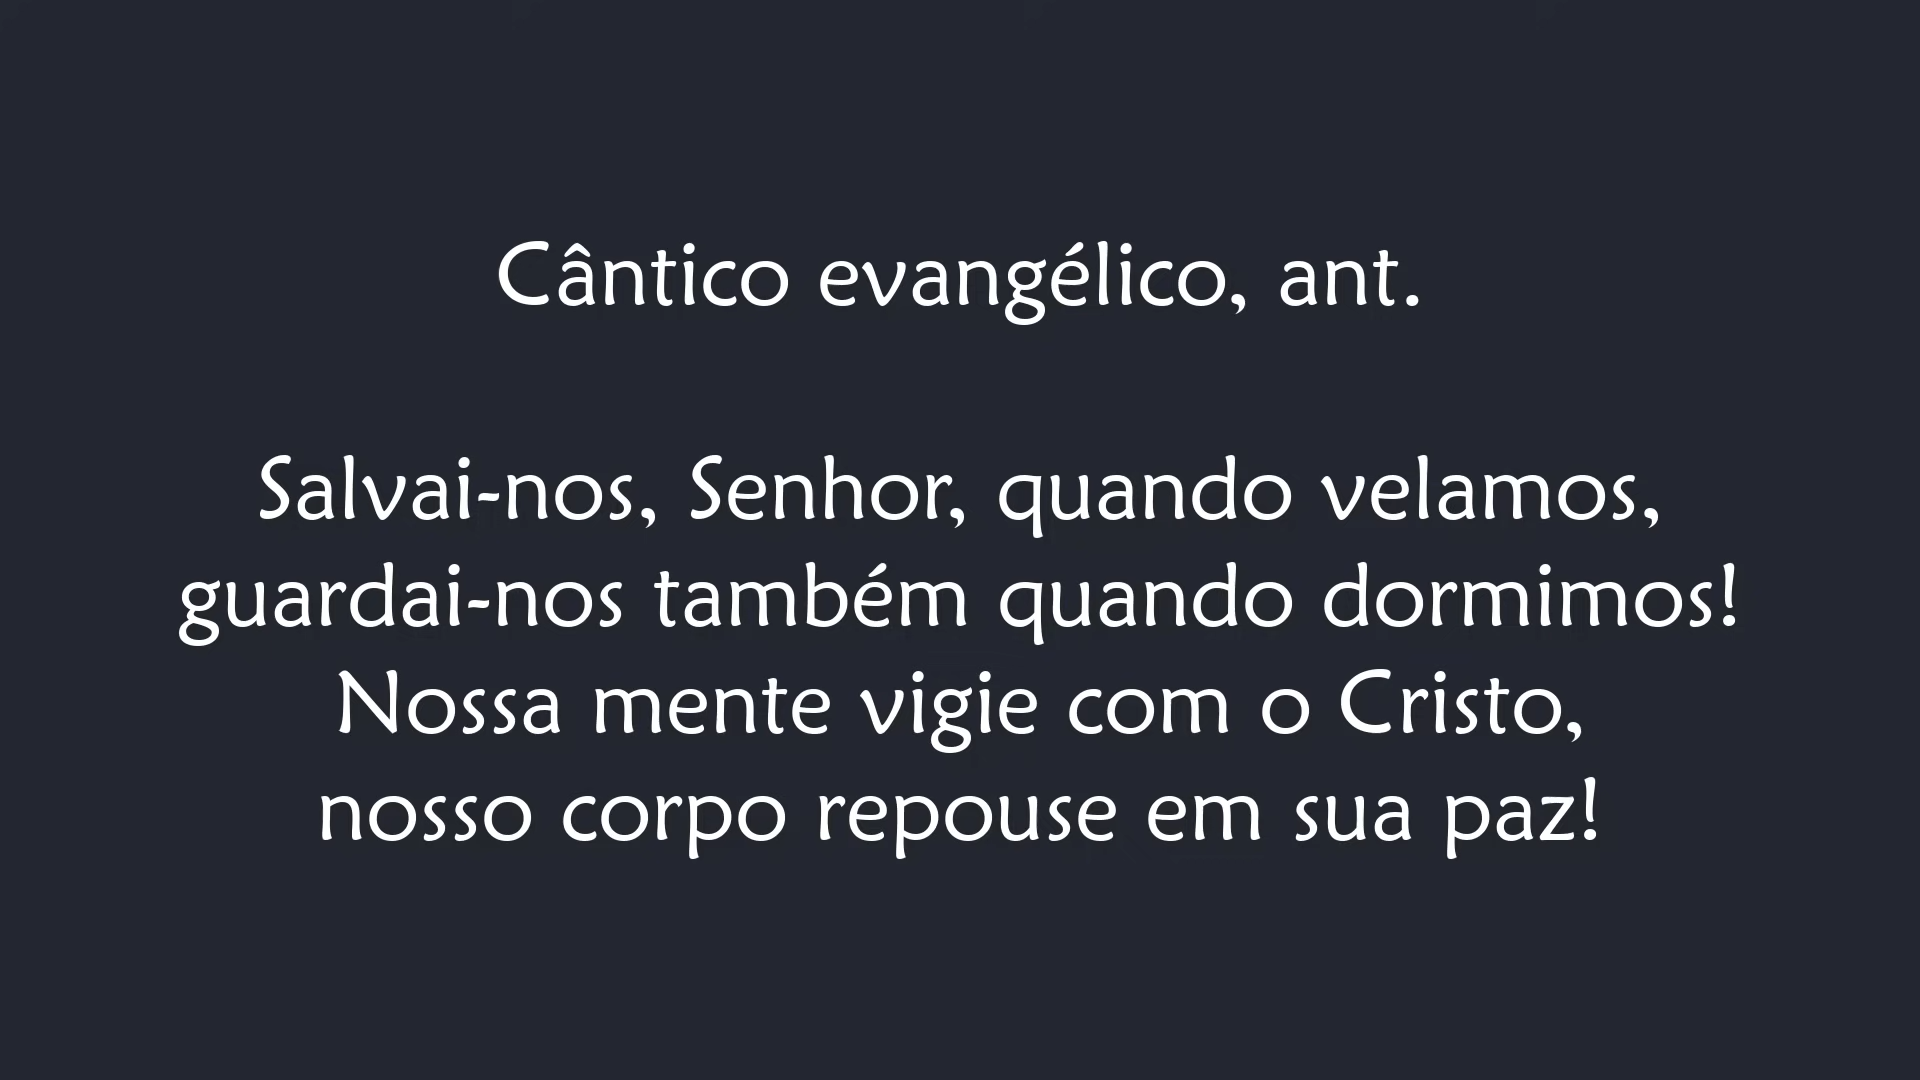 Cântico evangélico, ant.
Salvai-nos, Senhor, quando velamos,
guardai-nos também quando dormimos!
Nossa mente vigie com o Cristo,
nosso corpo repouse em sua paz!